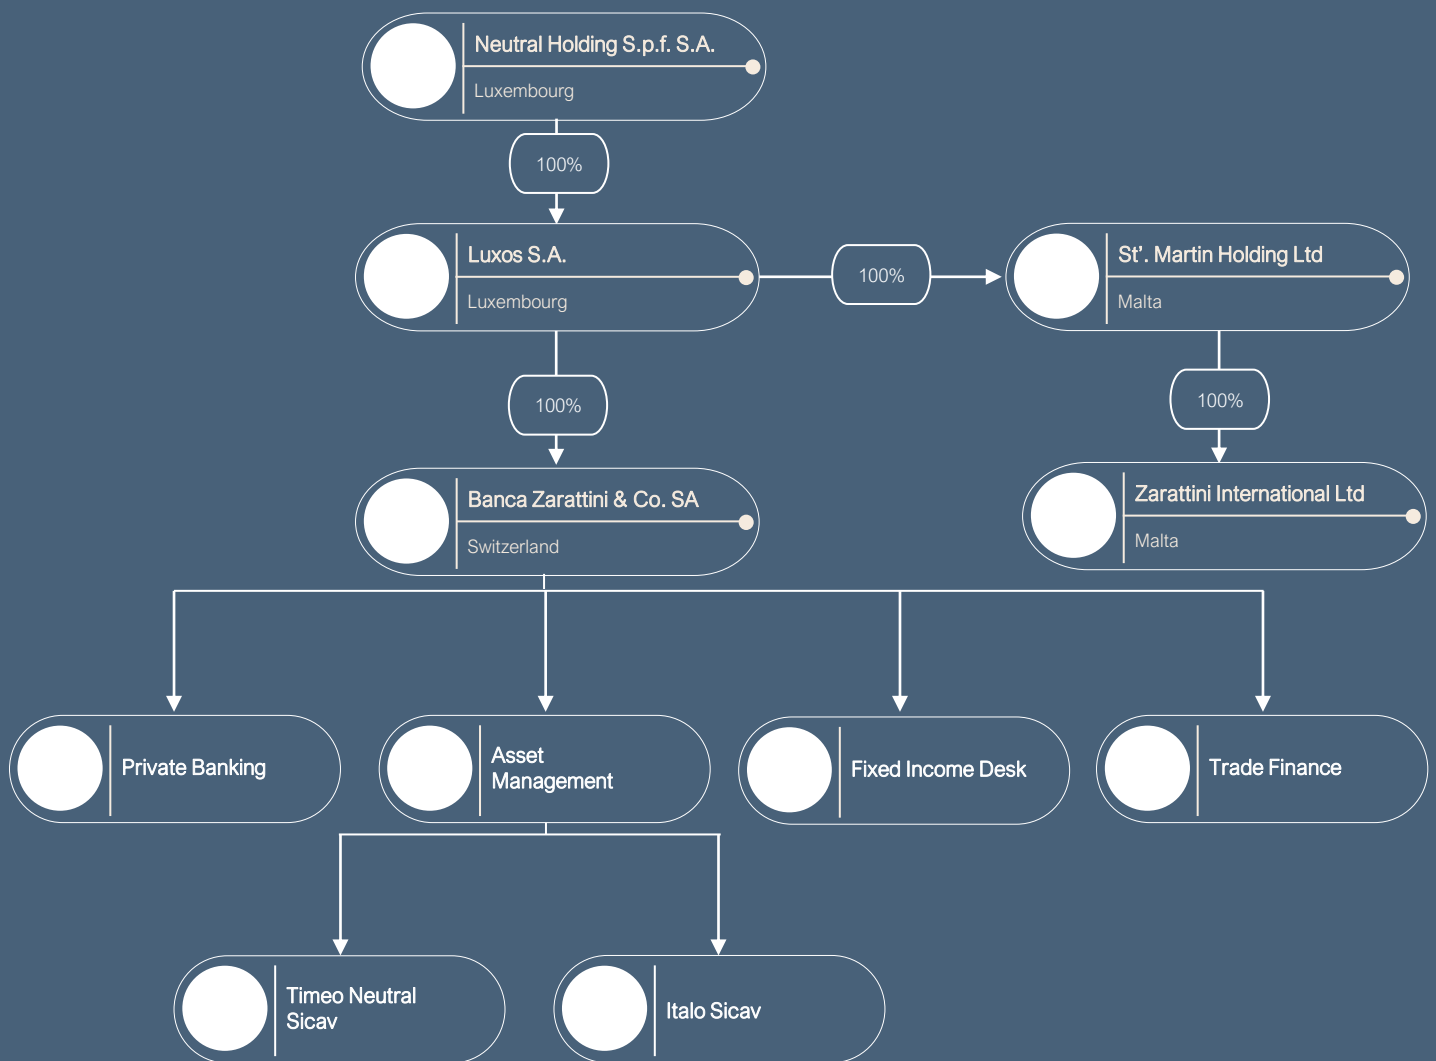 Neutral Holding S.p.f. S.A.
Luxembourg
100%
Luxos S.A.
Luxembourg
100%
St'. Martin Holding Ltd
Malta
100%
100%
Banca Zarattini & Co. SA
Switzerland
Zarattini International Ltd
Malta
Private Banking
Asset
Management
Fixed Income Desk
Trade Finance
Timeo Neutral
Sicav
Italo Sicav